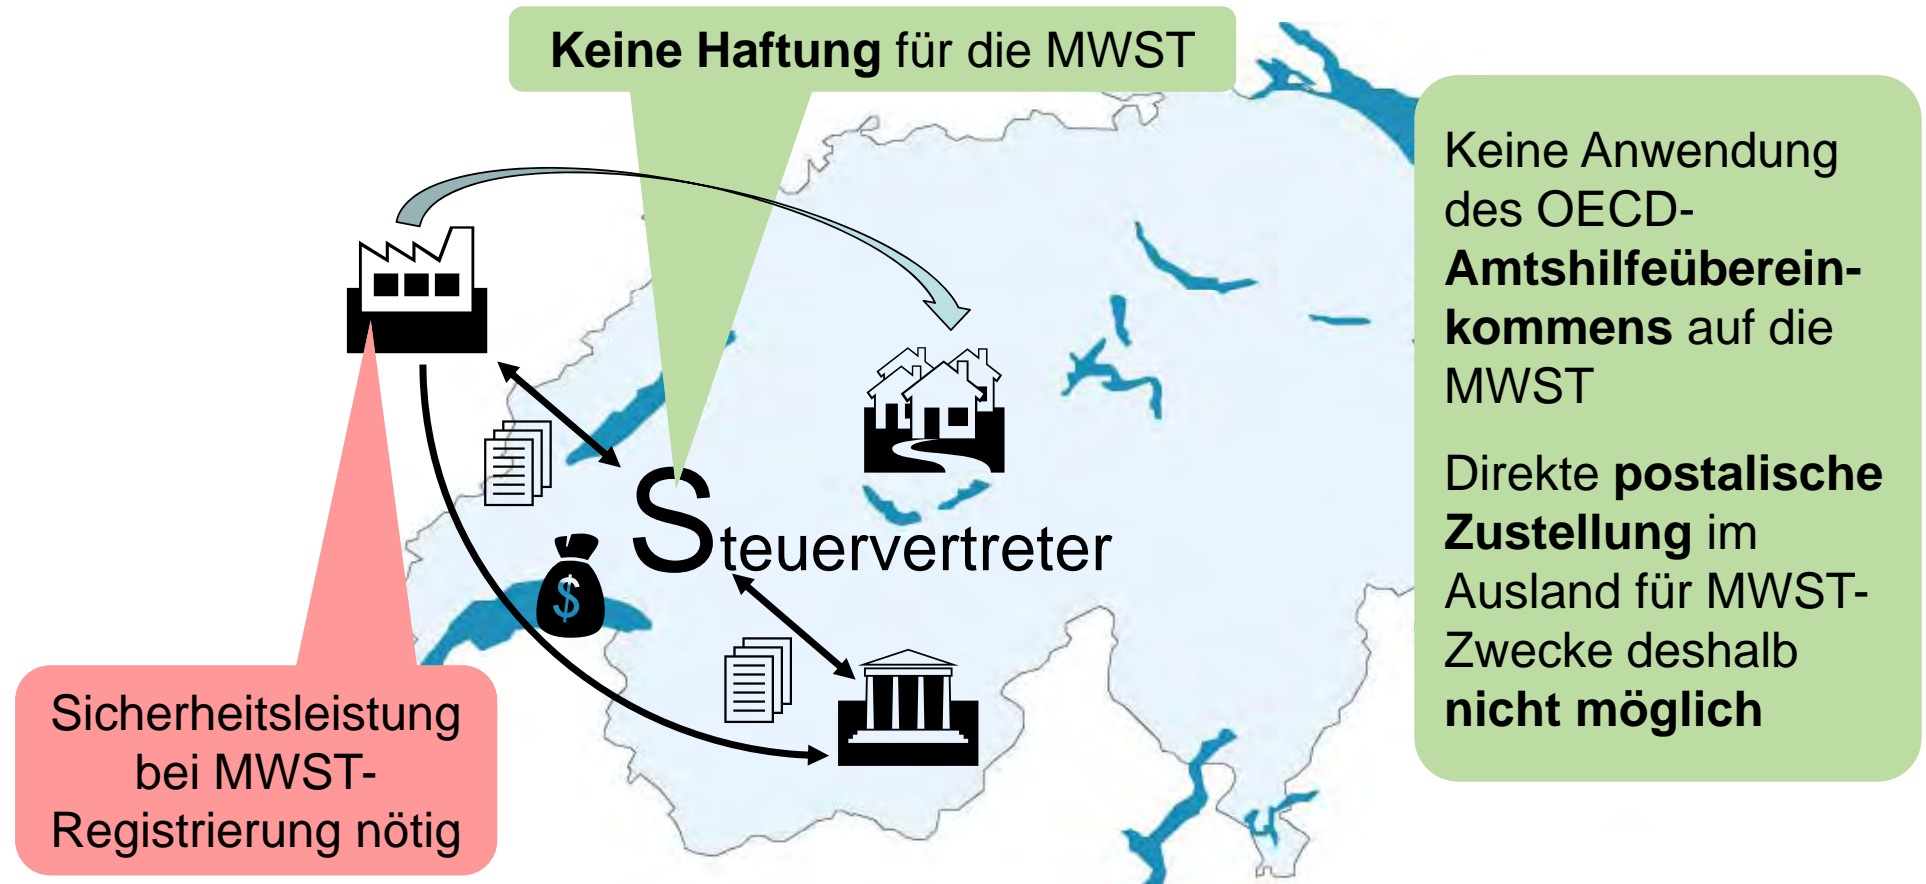 Keine Haftung für die MWST
Keine Anwendung
des OECD-
Amtshilfeüberein-
kommens auf die
MWST
Direkte postalische
Zustellung im
Ausland für MWST-
Zwecke deshalb
nicht möglich
Steuervertreter
$
Sicherheitsleistung
bei MWST-
Registrierung nötig